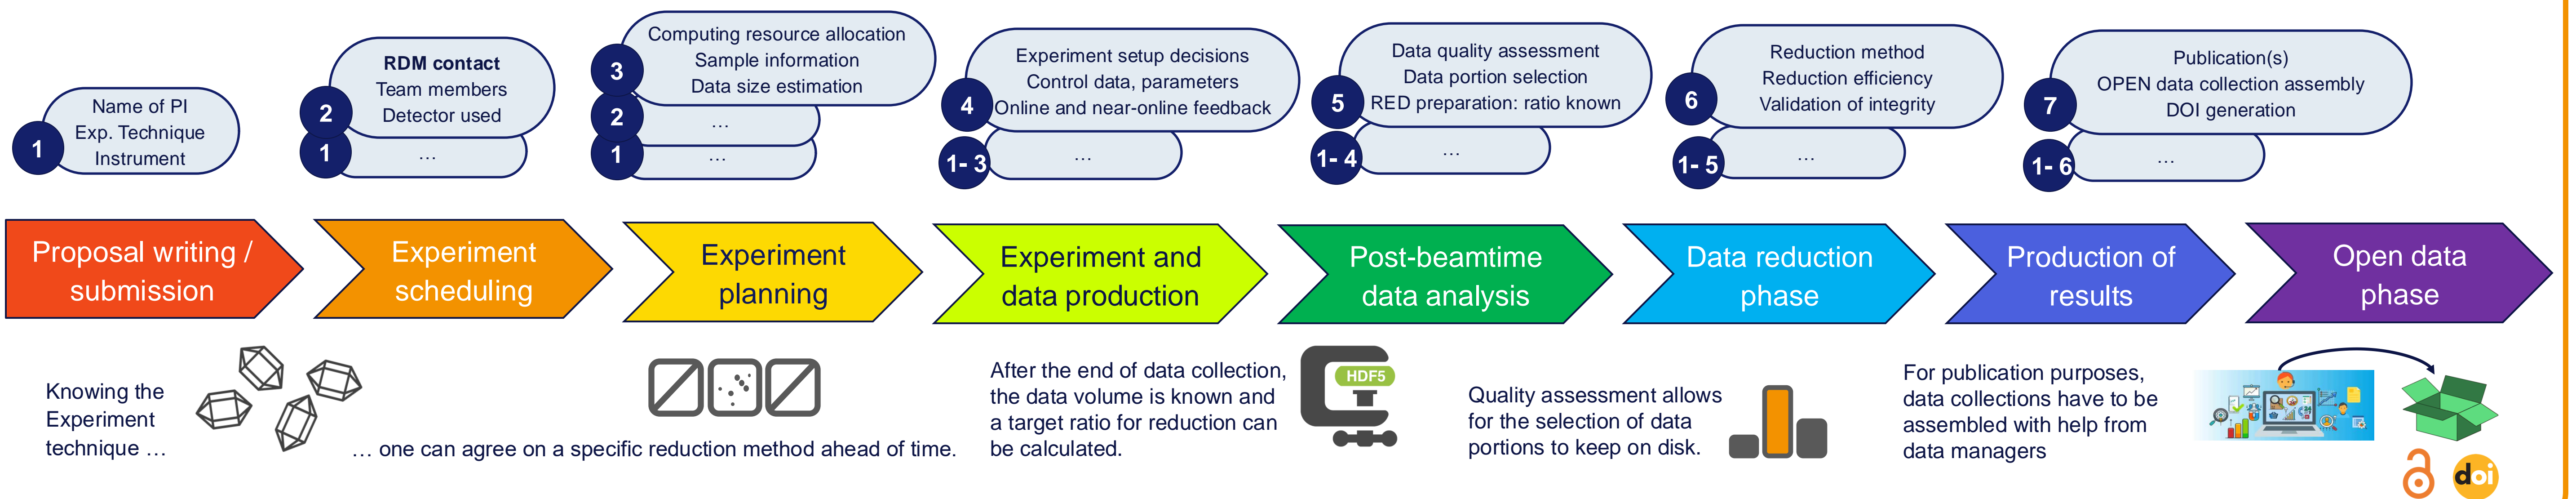 1
Name of PI
Exp. Technique
Instrument
2
RDM contact
Team members
Detector used
1
...
3
Computing resource allocation
Sample information
Data size estimation
2
...
1
...
4
Experiment setup decisions
Control data, parameters
Online and near-online feedback
1- 3
...
5
Data quality assessment
Data portion selection
RED preparation: ratio known
1- 4
...
6
Reduction method
Reduction efficiency
Validation of integrity
1- 5
...
7
Publication(s)
OPEN data collection assembly
DOI generation
1- 6
...
Proposal writing /
submission
Experiment
scheduling
Experiment
planning
Experiment and
data production
Post-beamtime
data analysis
Data reduction
phase
Production of
results
Open data
phase
Knowing the
Experiment
technique ...
... one can agree on a specific reduction method ahead of time.
After the end of data collection,
the data volume is known and
a target ratio for reduction can
be calculated.
HDF5
Quality assessment allows
for the selection of data
portions to keep on disk.
For publication purposes,
data collections have to be
assembled with help from
data managers
doi